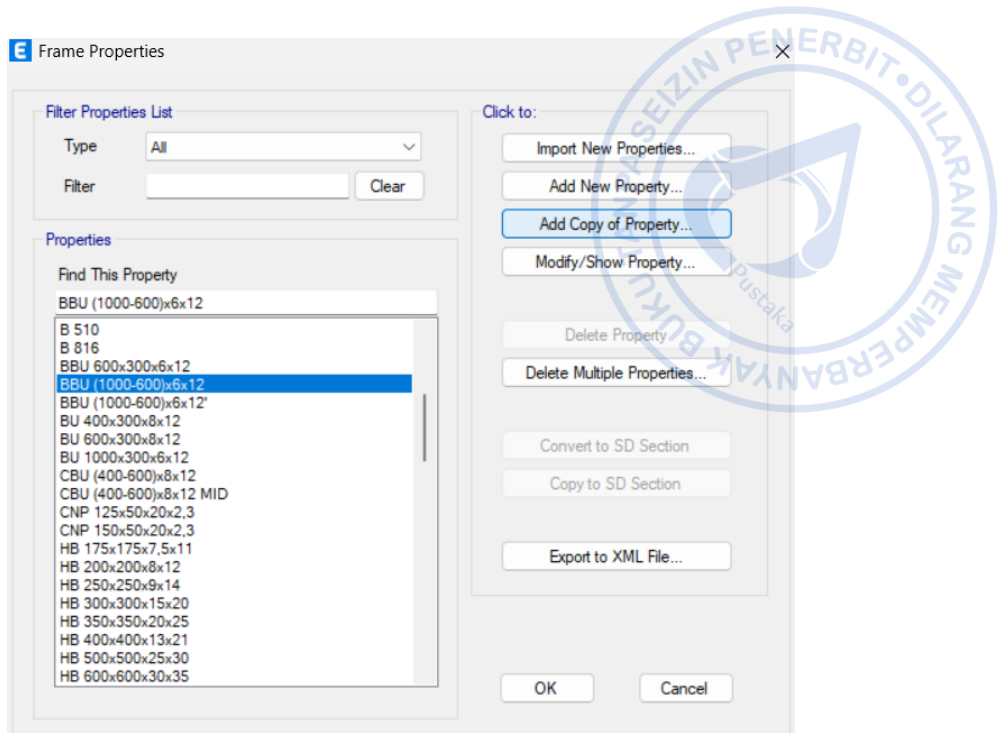 E Frame Properties
Filter Properties List
Type All
Filter Clear
Properties
Find This Property
BBU (1000-600)x6x12
B 510
B 816
BBU 600x300x6x12
BBU (1000-600)x6x12
BBU (1000-600)x6x12'
BU 400x300x8x12
BU 600x300x8x12
BU 1000x300x6x12
CBU (400-600)x8x12
CBU (400-600)x8x12 MID
CNP 125x50x20x2,3
CNP 150x50x20x2,3
HB 175x175x7,5x11
HB 200x200x8x12
HB 250x250x9x14
HB 300x300x15x20
HB 350x350x20x25
HB 400x400x13x21
HB 500x500x25x30
HB 600x600x30x35
Click to:
Import New Properties...
Add New Property...
Add Copy of Property...
Modify/Show Property...
Delete Property
Delete Multiple Properties...
Convert to SD Section
Copy to SD Section
Export to XML File...
OK
Cancel
DILARANG MEMPERBANYAK BUKU TANPA SEIZIN PENERBIT
Pustaka